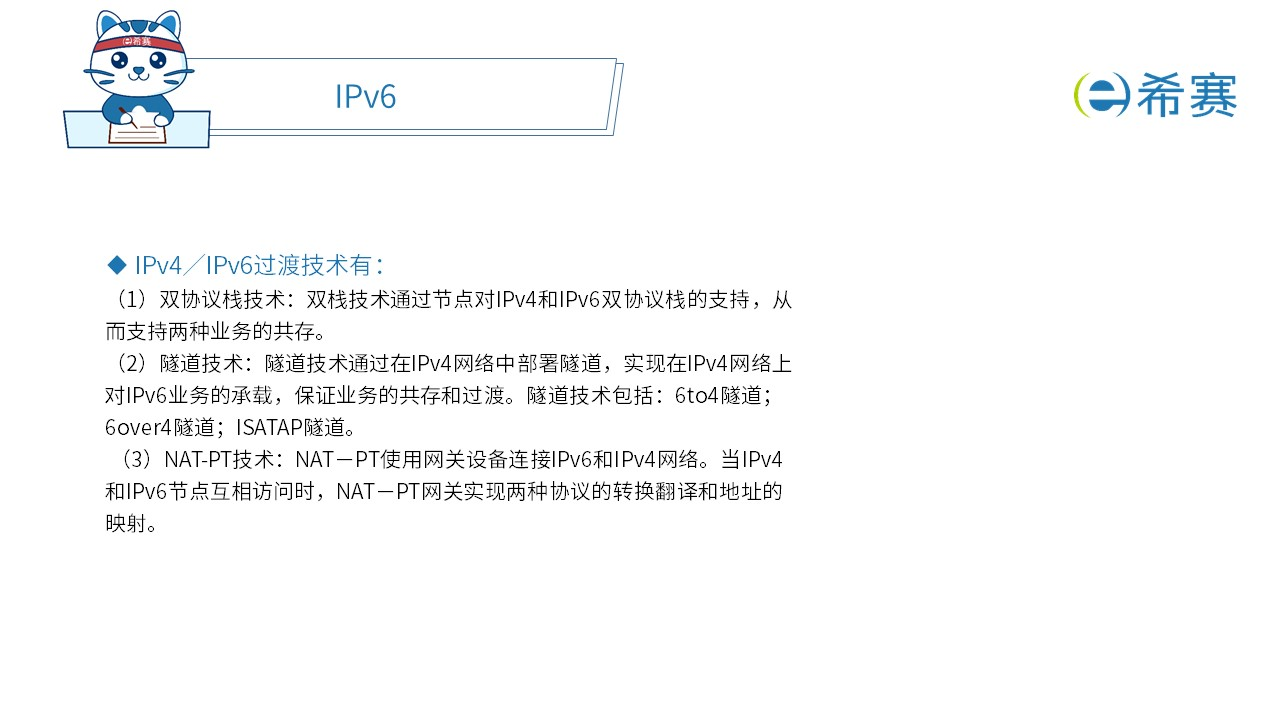 希赛
IPv6
希赛
◆ IPv4／IPv6过渡技术有：
（1）双协议栈技术：双栈技术通过节点对IPv4和IPv6双协议栈的支持，从
而支持两种业务的共存。
（2）隧道技术：隧道技术通过在IPv4网络中部署隧道，实现在IPv4网络上
对IPv6业务的承载，保证业务的共存和过渡。隧道技术包括：6to4隧道；
6over4隧道；ISATAP隧道。
（3）NAT-PT技术：NAT－PT使用网关设备连接IPv6和IPv4网络。当IPv4
和IPv6节点互相访问时，NAT－PT网关实现两种协议的转换翻译和地址的
映射。